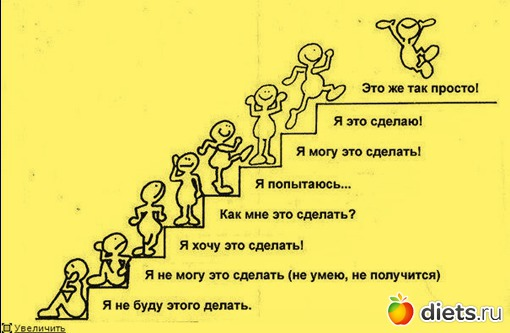 Это же так просто!
Я это сделаю!
Я могу это сделать!
Я попытаюсь...
Как мне это сделать?
Я хочу это сделать!
Я не могу это сделать (не умею, не получится)
Я не буду этого делать.
Увеличить
diets.ru